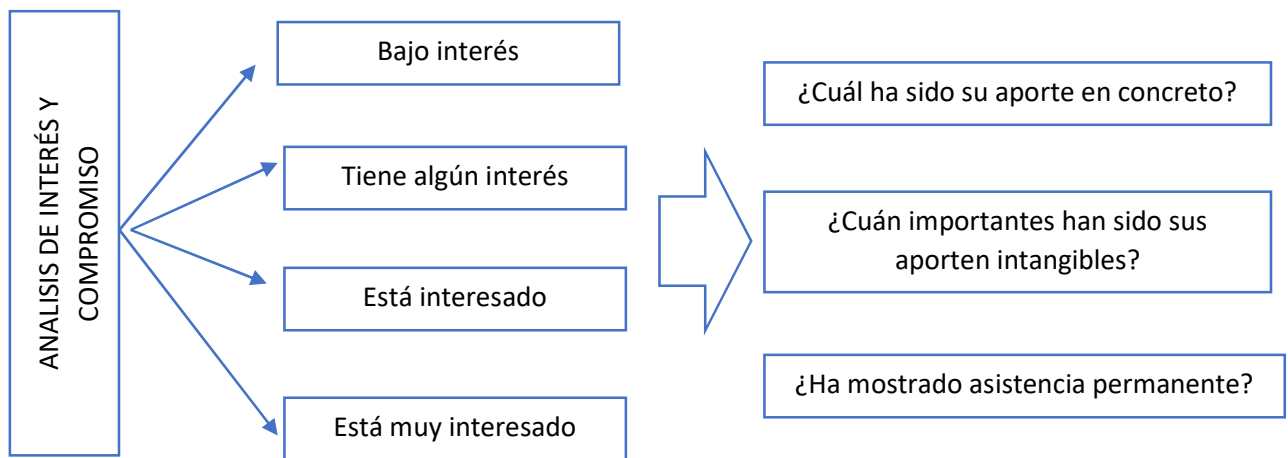 ANALISIS DE INTERÉS Y
COMPROMISO
Bajo interés
Tiene algún interés
Está interesado
Está muy interesado
¿Cuál ha sido su aporte en concreto?
¿Cuán importantes han sido sus
aporten intangibles?
¿Ha mostrado asistencia permanente?